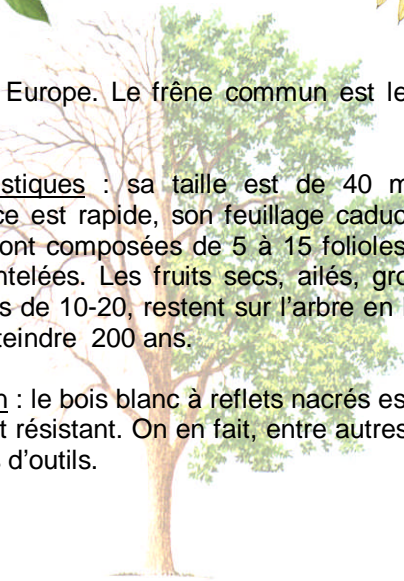 Europe. Le frêne commun est le
stiques : sa taille est de 40 m
ce est rapide, son feuillage caduc
ont composées de 5 à 15 folioles
ntelées. Les fruits secs, ailés, gro
s de 10-20, restent sur l'arbre en
teindre 200 ans.
n : le bois blanc à reflets nacrés es
t résistant. On en fait, entre autres
s d'outils.